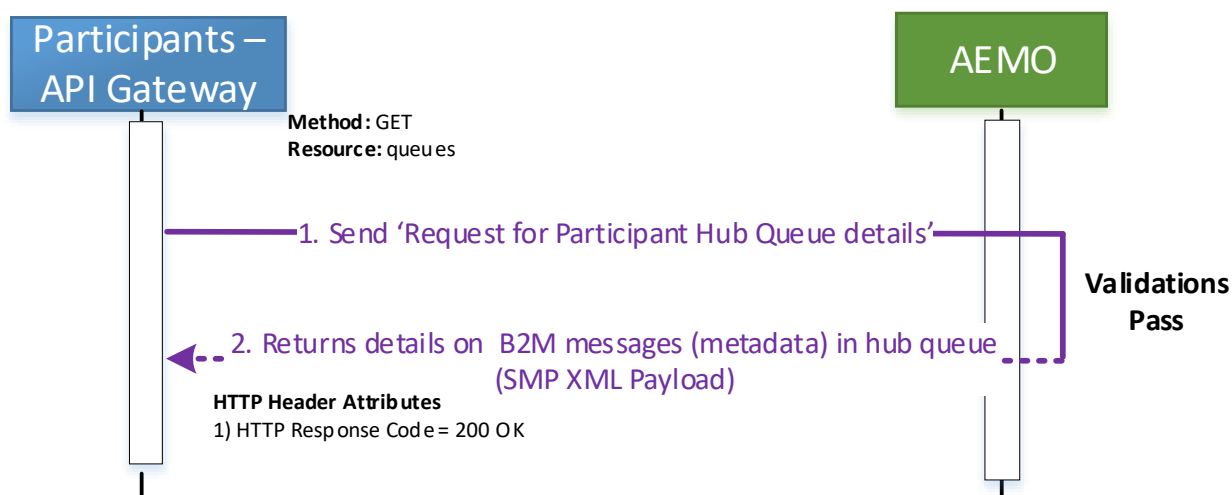 Participants –
API Gateway
AEMO
Method: GET
Resource: queues
1. Send ‘Request for Participant Hub Queue details’
Validations
Pass
2. Returns details on B2M messages (metadata) in hub queue
(SMP XML Payload)
HTTP Header Attributes
1) HTTP Response Code = 200 OK